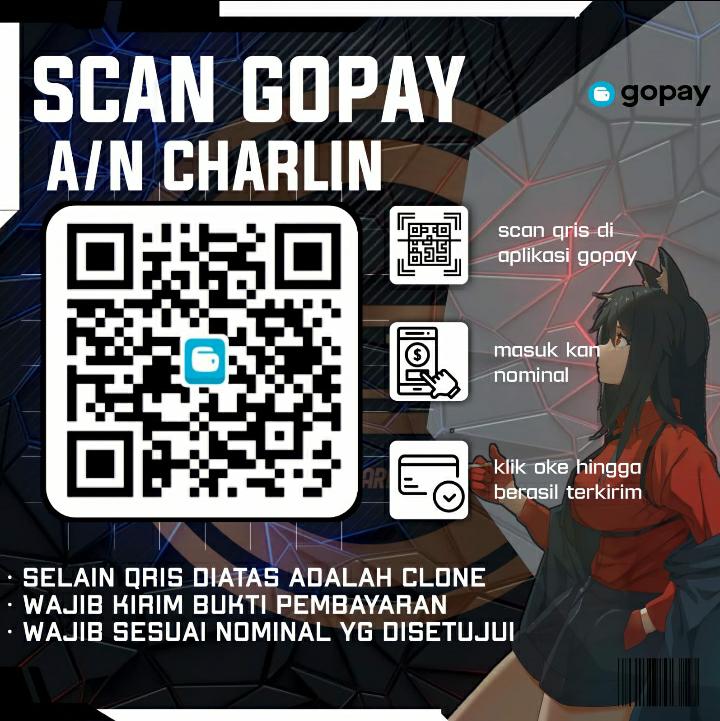 SCAN GOPAY
A/N CHARLIN
gopay
scan qris di
aplikasi gopay
masuk kan
nominal
klik oke hingga
berasil terkirim
· SELAIN QRIS DIATAS ADALAH CLONE
· WAJIB KIRIM BUKTI PEMBAYARAN
· WAJIB SESUAI NOMINAL YG DISETUJUI